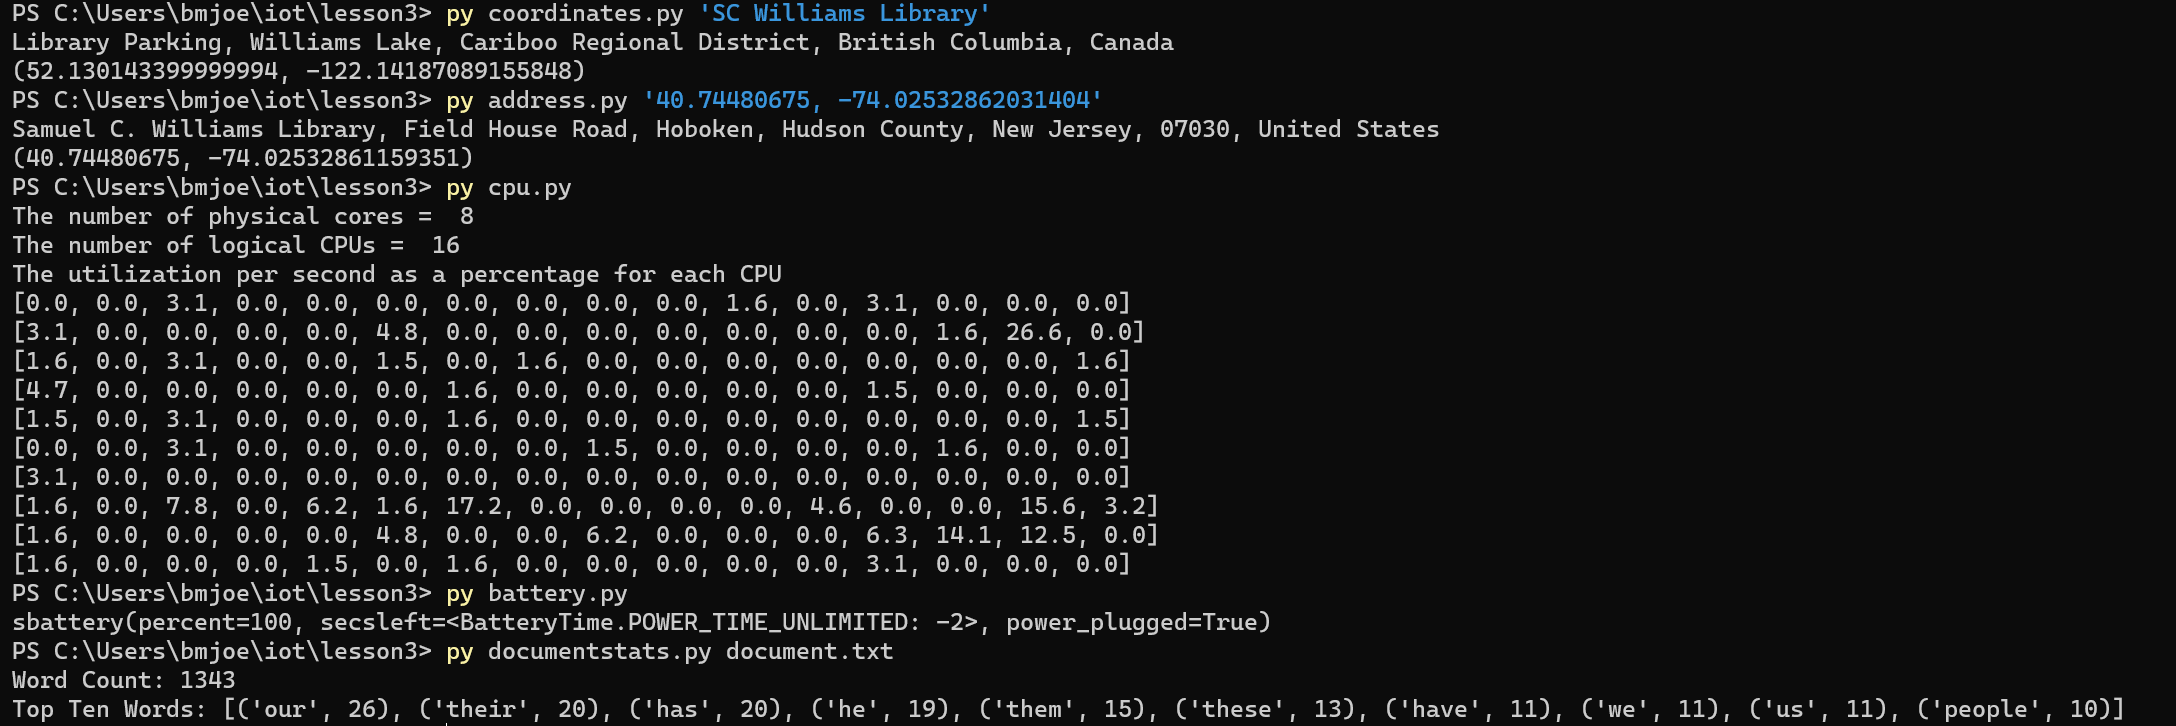 PS C:\Users\bmjoe\iot\lesson3> py coordinates.py 'SC Williams Library'
Library Parking, Williams Lake, Cariboo Regional District, British Columbia, Canada
(52.130143399999994, -122.14187089155848)
PS C:\Users\bmjoe\iot\lesson3> py address.py '40.74480675, -74.02532862031404'
Samuel C. Williams Library, Field House Road, Hoboken, Hudson County, New Jersey, 07030, United States
(40.74480675, -74.02532861159351)
PS C:\Users\bmjoe\iot\lesson3> py cpu.py
The number of physical cores =  8
The number of logical CPUs =  16
The utilization per second as a percentage for each CPU
[0.0, 0.0, 3.1, 0.0, 0.0, 0.0, 0.0, 0.0, 0.0, 0.0, 1.6, 0.0, 3.1, 0.0, 0.0, 0.0]
[3.1, 0.0, 0.0, 0.0, 0.0, 4.8, 0.0, 0.0, 0.0, 0.0, 0.0, 0.0, 0.0, 1.6, 26.6, 0.0]
[1.6, 0.0, 3.1, 0.0, 0.0, 1.5, 0.0, 1.6, 0.0, 0.0, 0.0, 0.0, 0.0, 0.0, 0.0, 1.6]
[4.7, 0.0, 0.0, 0.0, 0.0, 0.0, 1.6, 0.0, 0.0, 0.0, 0.0, 0.0, 1.5, 0.0, 0.0, 0.0]
[1.5, 0.0, 3.1, 0.0, 0.0, 0.0, 1.6, 0.0, 0.0, 0.0, 0.0, 0.0, 0.0, 0.0, 0.0, 1.5]
[0.0, 0.0, 3.1, 0.0, 0.0, 0.0, 0.0, 0.0, 1.5, 0.0, 0.0, 0.0, 0.0, 1.6, 0.0, 0.0]
[3.1, 0.0, 0.0, 0.0, 0.0, 0.0, 0.0, 0.0, 0.0, 0.0, 0.0, 0.0, 0.0, 0.0, 0.0, 0.0]
[1.6, 0.0, 7.8, 0.0, 6.2, 1.6, 17.2, 0.0, 0.0, 0.0, 0.0, 4.6, 0.0, 0.0, 15.6, 3.2]
[1.6, 0.0, 0.0, 0.0, 0.0, 4.8, 0.0, 0.0, 6.2, 0.0, 0.0, 0.0, 6.3, 14.1, 12.5, 0.0]
[1.6, 0.0, 0.0, 0.0, 1.5, 0.0, 1.6, 0.0, 0.0, 0.0, 0.0, 0.0, 3.1, 0.0, 0.0, 0.0]
PS C:\Users\bmjoe\iot\lesson3> py battery.py
sbattery(percent=100, secsleft=<BatteryTime.POWER_TIME_UNLIMITED: -2>, power_plugged=True)
PS C:\Users\bmjoe\iot\lesson3> py documentstats.py document.txt
Word Count: 1343
Top Ten Words: [('our', 26), ('their', 20), ('has', 20), ('he', 19), ('them', 15), ('these', 13), ('have', 11), ('we', 11), ('us', 11), ('people', 10)]